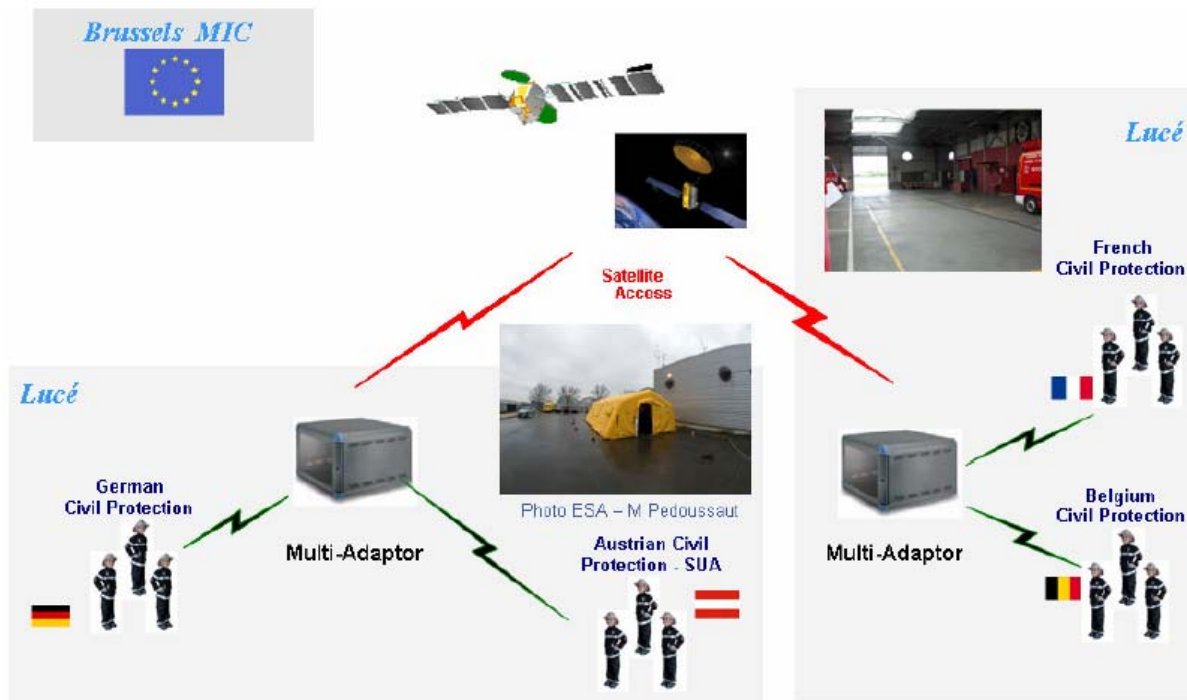 Brussels MIC
Lucé
French
Civil Protection
Satellite
Access
Lucé
German
Civil Protection
Multi-Adaptor
Photo ESA – M Pedoussaut
Austrian Civil
Protection - SUA
Multi-Adaptor
Belgium
Civil Protection